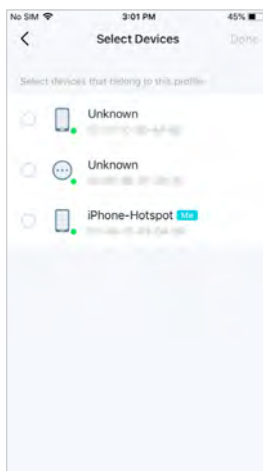 No SIM 3:01 PM 45%
Select Devices Done
Select devices that belong to this profile.
Unknown
Unknown
iPhone-Hotspot Me